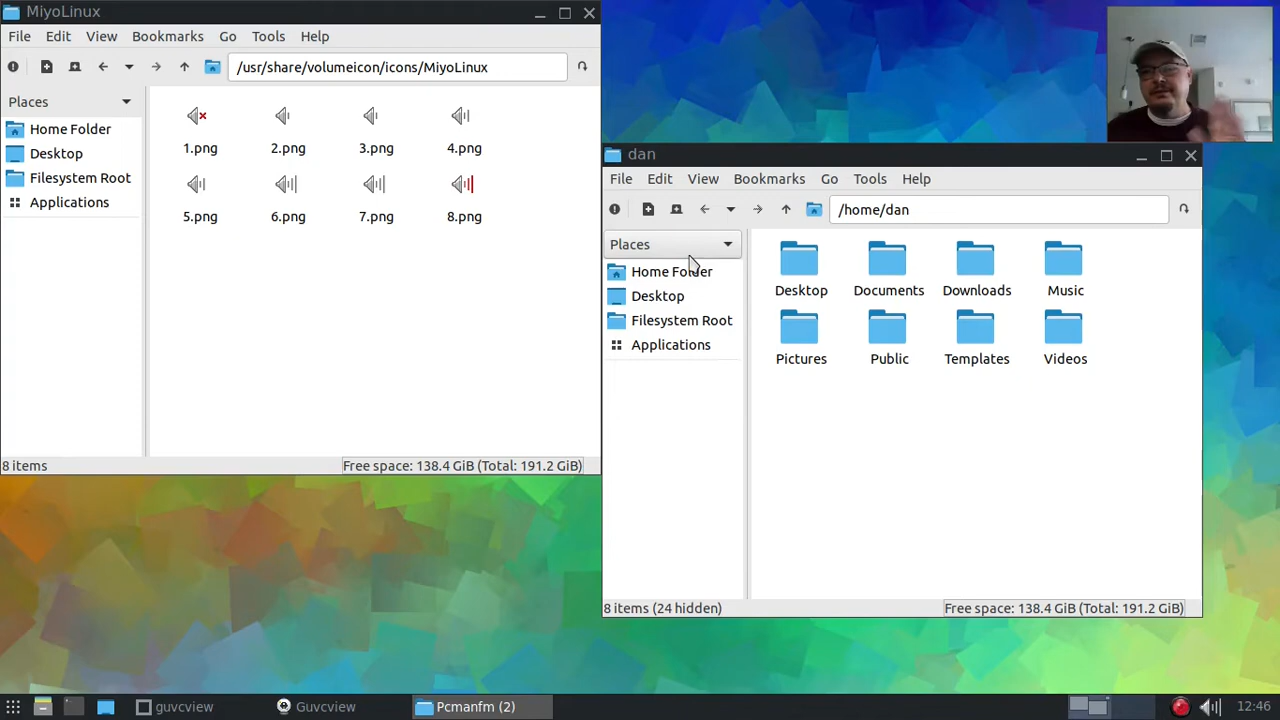 MiyoLinux
File Edit View Bookmarks Go Tools Help
/usr/share/volumeicon/icons/MiyoLinux
Places
Home Folder
Desktop
Filesystem Root
Applications
1.png 2.png 3.png 4.png
5.png 6.png 7.png 8.png
8 items
Free space: 138.4 GiB (Total: 191.2 GiB)
dan
File Edit View Bookmarks Go Tools Help
/home/dan
Places
Home Folder
Desktop
Filesystem Root
Applications
Desktop Documents Downloads Music
Pictures Public Templates Videos
8 items (24 hidden)
Free space: 138.4 GiB (Total: 191.2 GiB)
guvcview
Guvcview
Pcmanfm (2)
12:46